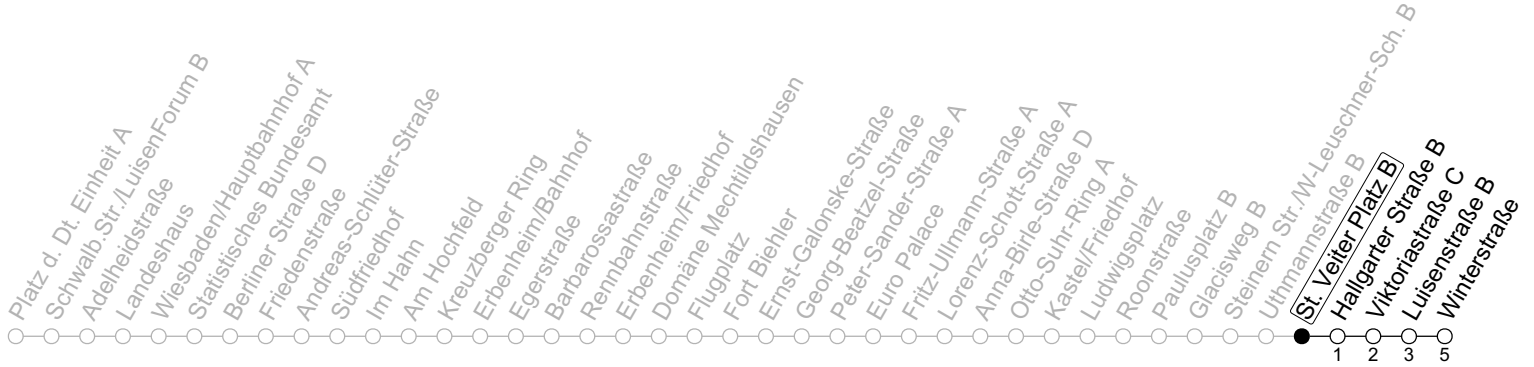 Platz d. Dt. Einheit A
Schwalb.Str./LuisenForum B
Adelheidstraße
Landeshaus
Wiesbaden/Hauptbahnhof A
Statistisches Bundesamt
Berliner Straße D
Friedenstraße
Andreas-Schlüter-Straße
Südfriedhof
Im Hahn
Am Hochfeld
Kreuzberger Ring
Erbenheim/Bahnhof
Egerstraße
Barbarossastraße
Rennbahnstraße
Erbenheim/Friedhof
Domäne Mechtildshausen
Flugplatz
Fort Biehler
Ernst-Galonske-Straße
Georg-Beatzel-Straße
Peter-Sander-Straße A
Euro Palace
Fritz-Ullmann-Straße A
Lorenz-Schott-Straße A
Anna-Birle-Straße D
Otto-Suhr-Ring A
Kastel/Friedhof
Ludwigsplatz
Roonstraße
Paulusplatz B
Glacisweg B
Steinern Str./W-Leuschner-Sch. B
Uthmannstraße B
St. Veiter Platz B
Hallgarter Straße B
Viktoriastraße C
Luisenstraße B
Winterstraße
1 2 3 5